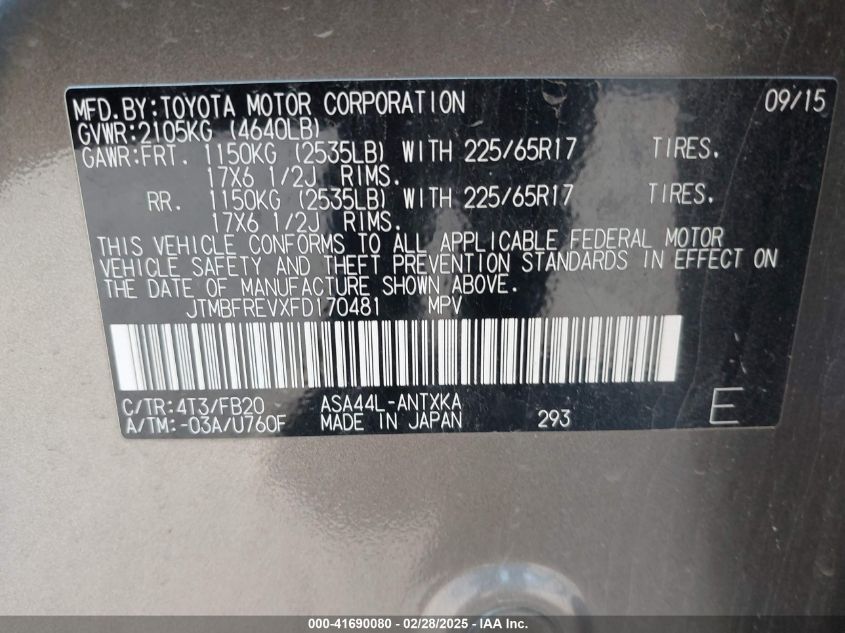 MFD.BY:TOYOTA MOTOR CORPORATION 09/15
GVWR:2105KG (4640LB)
GAWR:FRT. 1150KG (2535LB) WITH 225/65R17 TIRES.
17X6 1/2J RIMS.
RR. 1150KG (2535LB) WITH 225/65R17 TIRES.
17X6 1/2J RIMS.
THIS VEHICLE CONFORMS TO ALL APPLICABLE FEDERAL MOTOR
VEHICLE SAFETY AND THEFT PREVENTION STANDARDS IN EFFECT ON
THE DATE OF MANUFACTURE SHOWN ABOVE.
JTMBFREVXFD170481 MPV
C/TR:4T3/FB20 ASA44L-ANTXKA
A/TM:-03A/U760F MADE IN JAPAN 293 E
000-41690080 - 02/28/2025 - IAA Inc.